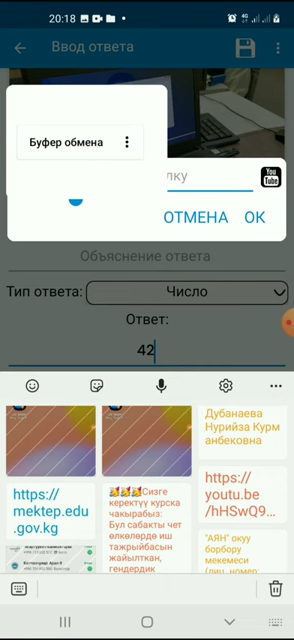 20:18
Ввод ответа
Буфер обмена
лку
You
Tube
ОТМЕНА
ОК
Объяснение ответа
Тип ответа:
Число
Ответ:
42
https://
mektep.edu
.gov.kg
🥳🥳🥳Сизге
керектүү курска
чакырабыз:
Бул сабакты чет
өлкөлөрдө иш
тажрыйбасын
жайылткан,
гендердик
Дубанаева
Нурийза Курм
анбековна
https://
youtu.be
/hHSwQ9...
"АЯН" окуу
борбору
мекемеси
(лиц. номер: